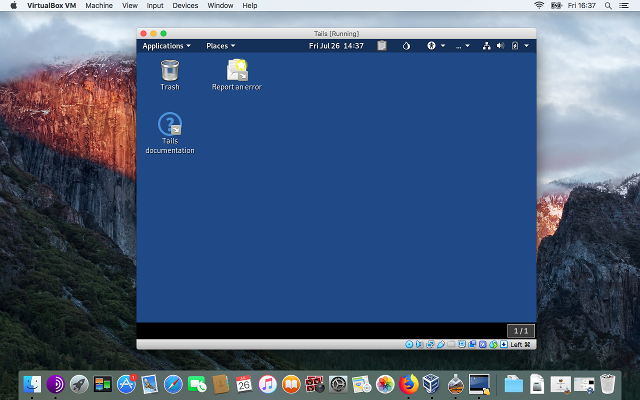 VirtualBox VM Machine View Input Devices Window Help Fri 16:37
Tails [Running]
Applications Places Fri Jul 26 14:37 ...
Trash
Report an error
Tails
documentation
1 / 1
Left ⌘
26
1